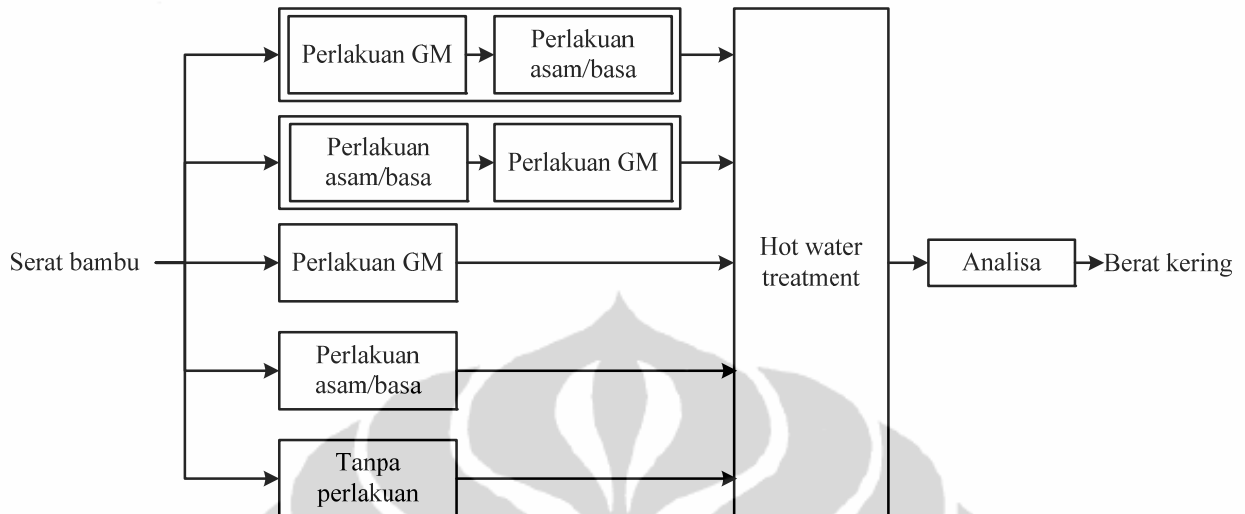 Perlakuan GM
Perlakuan
asam/basa
Perlakuan
asam/basa
Perlakuan GM
Serat bambu
Perlakuan GM
Perlakuan
asam/basa
Tanpa
perlakuan
Hot water
treatment
Analisa
Berat kering